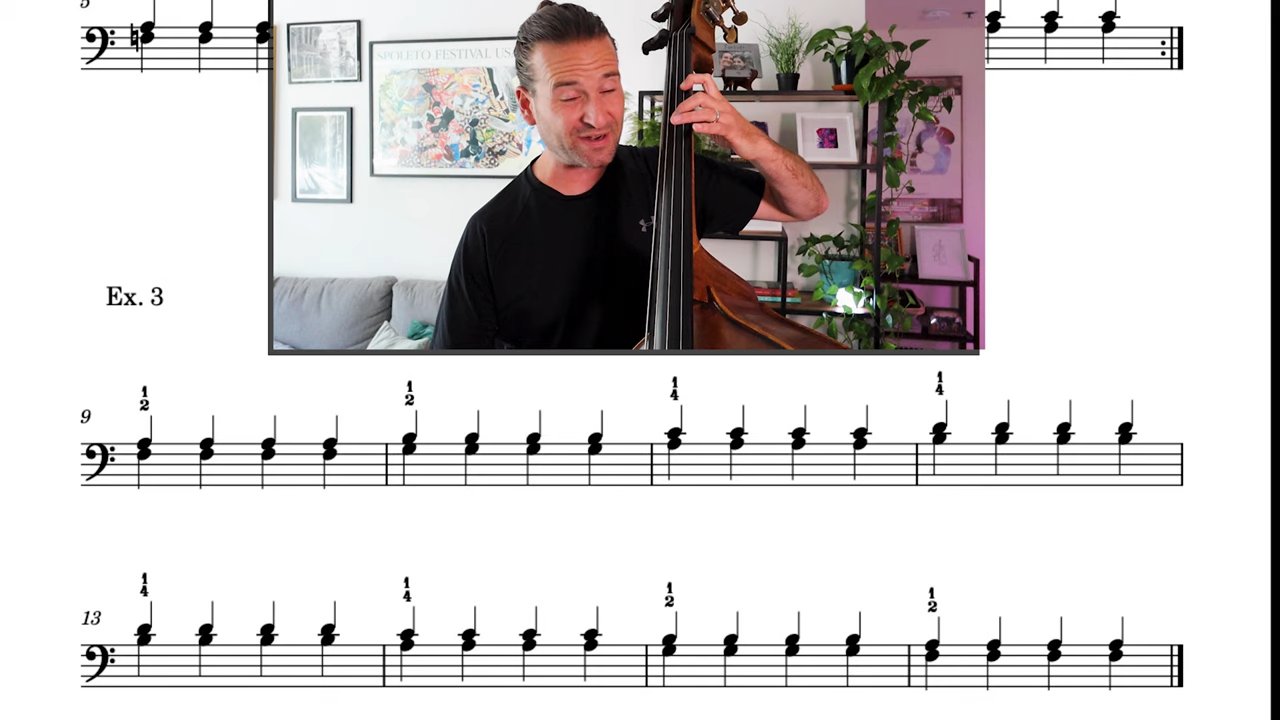 5
SPOLETO FESTIVAL USA
Ex. 3
1 1 1 1
2 2 4 4
9
1 1 1 1
4 4 2 2
13